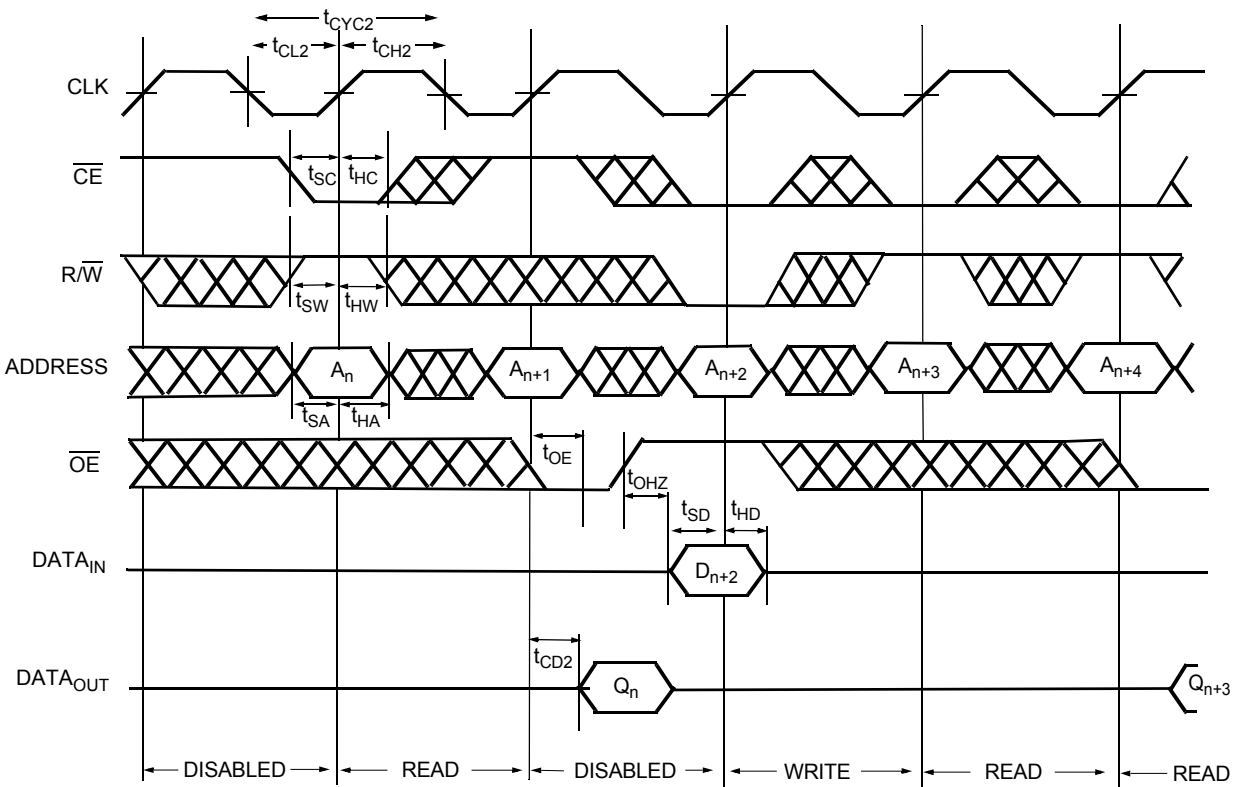 tCYC2
tCL2 tCH2
CLK
CE tSC tHC
R/W
tSW tHW
ADDRESS An An+1 An+2 An+3 An+4
tSA tHA
OE tOE
tOHZ
tSD tHD
DATAIN Dn+2
tCD2
DATAOUT Qn Qn+3
DISABLED READ DISABLED WRITE READ READ